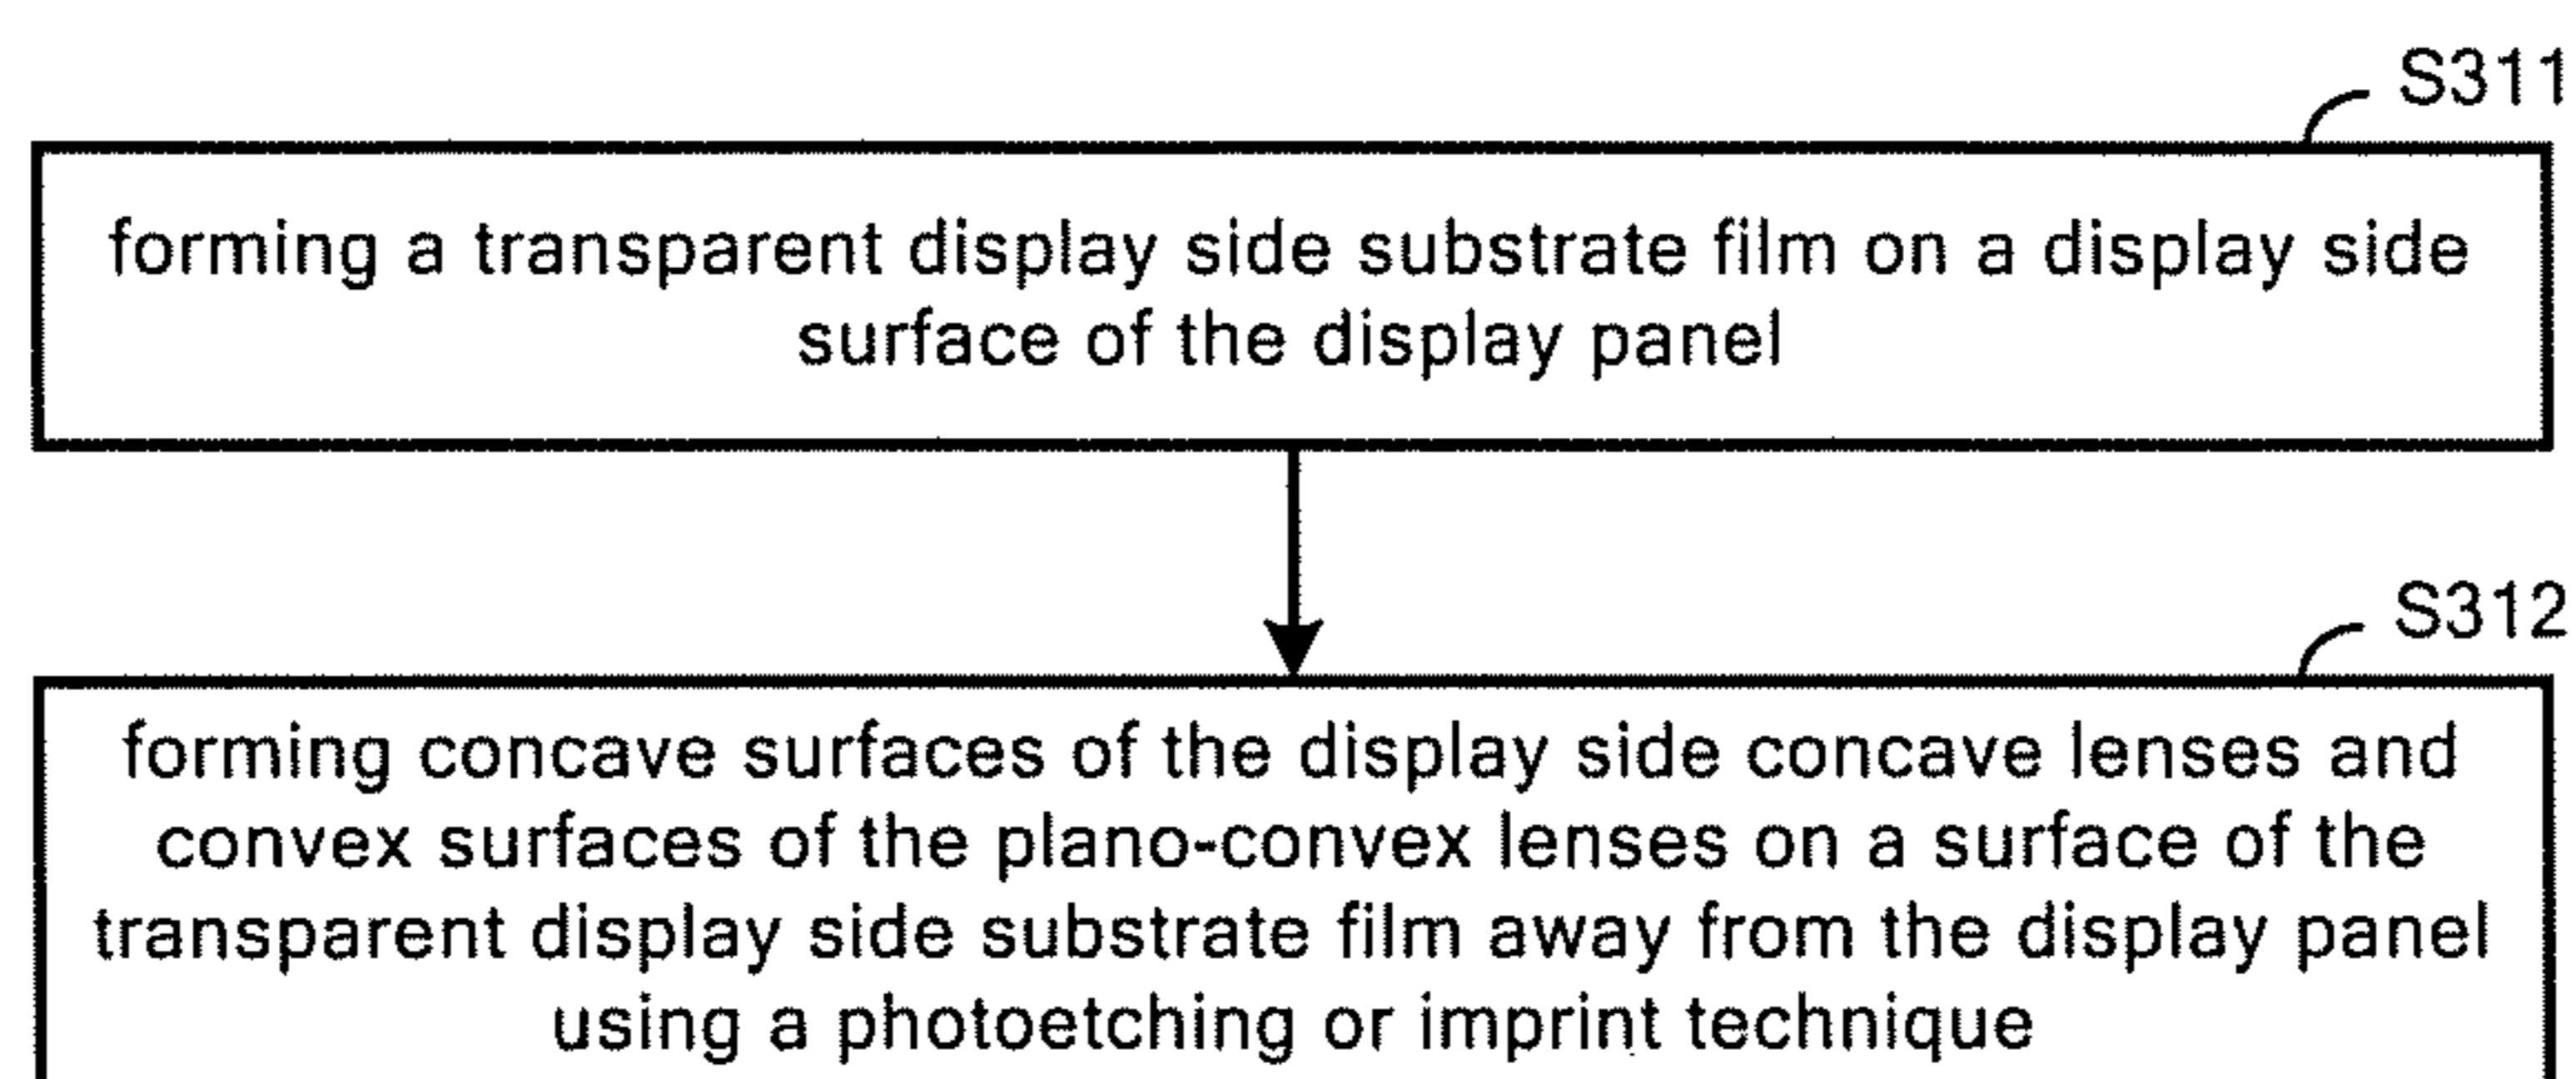 S311
forming a transparent display side substrate film on a display side
surface of the display panel
S312
forming concave surfaces of the display side concave lenses and
convex surfaces of the plano-convex lenses on a surface of the
transparent display side substrate film away from the display panel
using a photoetching or imprint technique